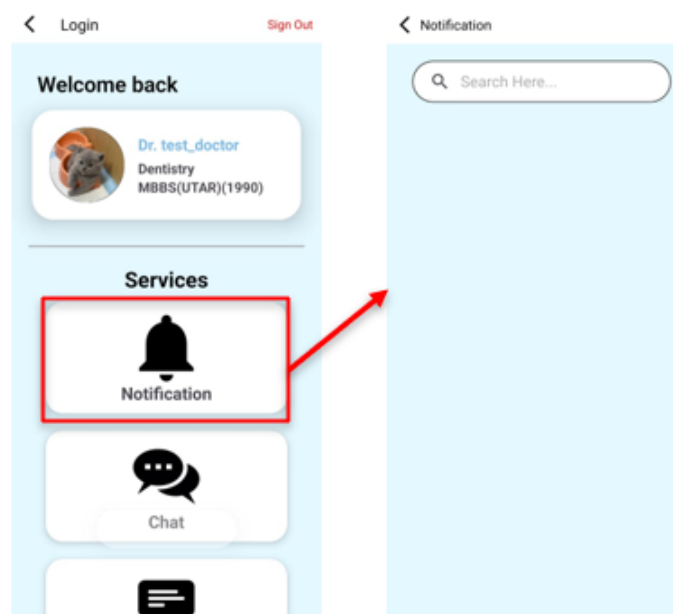 Login
Sign Out
Welcome back
Dr. test_doctor
Dentistry
MBBS(UTAR)(1990)
Services
Notification
Chat
Notification
Search Here...